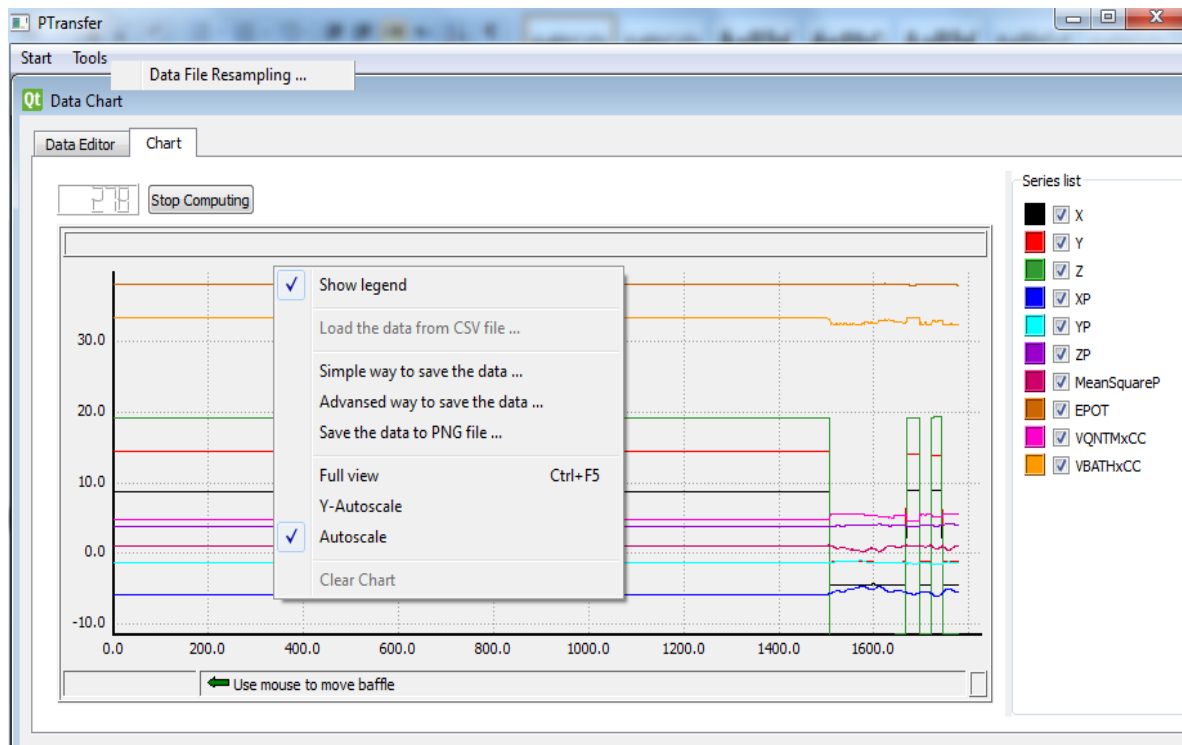 PTransfer
Start Tools
Data File Resampling ...
Qt Data Chart
Data Editor Chart
278 Stop Computing
Series list
X
Y
Z
XP
YP
ZP
MeanSquareP
EPOT
VQNTMxCC
VBATHxCC
Show legend
Load the data from CSV file ...
Simple way to save the data ...
Advansed way to save the data ...
Save the data to PNG file ...
Full view Ctrl+F5
Y-Autoscale
Autoscale
Clear Chart
30.0
20.0
10.0
0.0
-10.0
0.0 200.0 400.0 600.0 800.0 1000.0 1200.0 1400.0 1600.0
Use mouse to move baffle